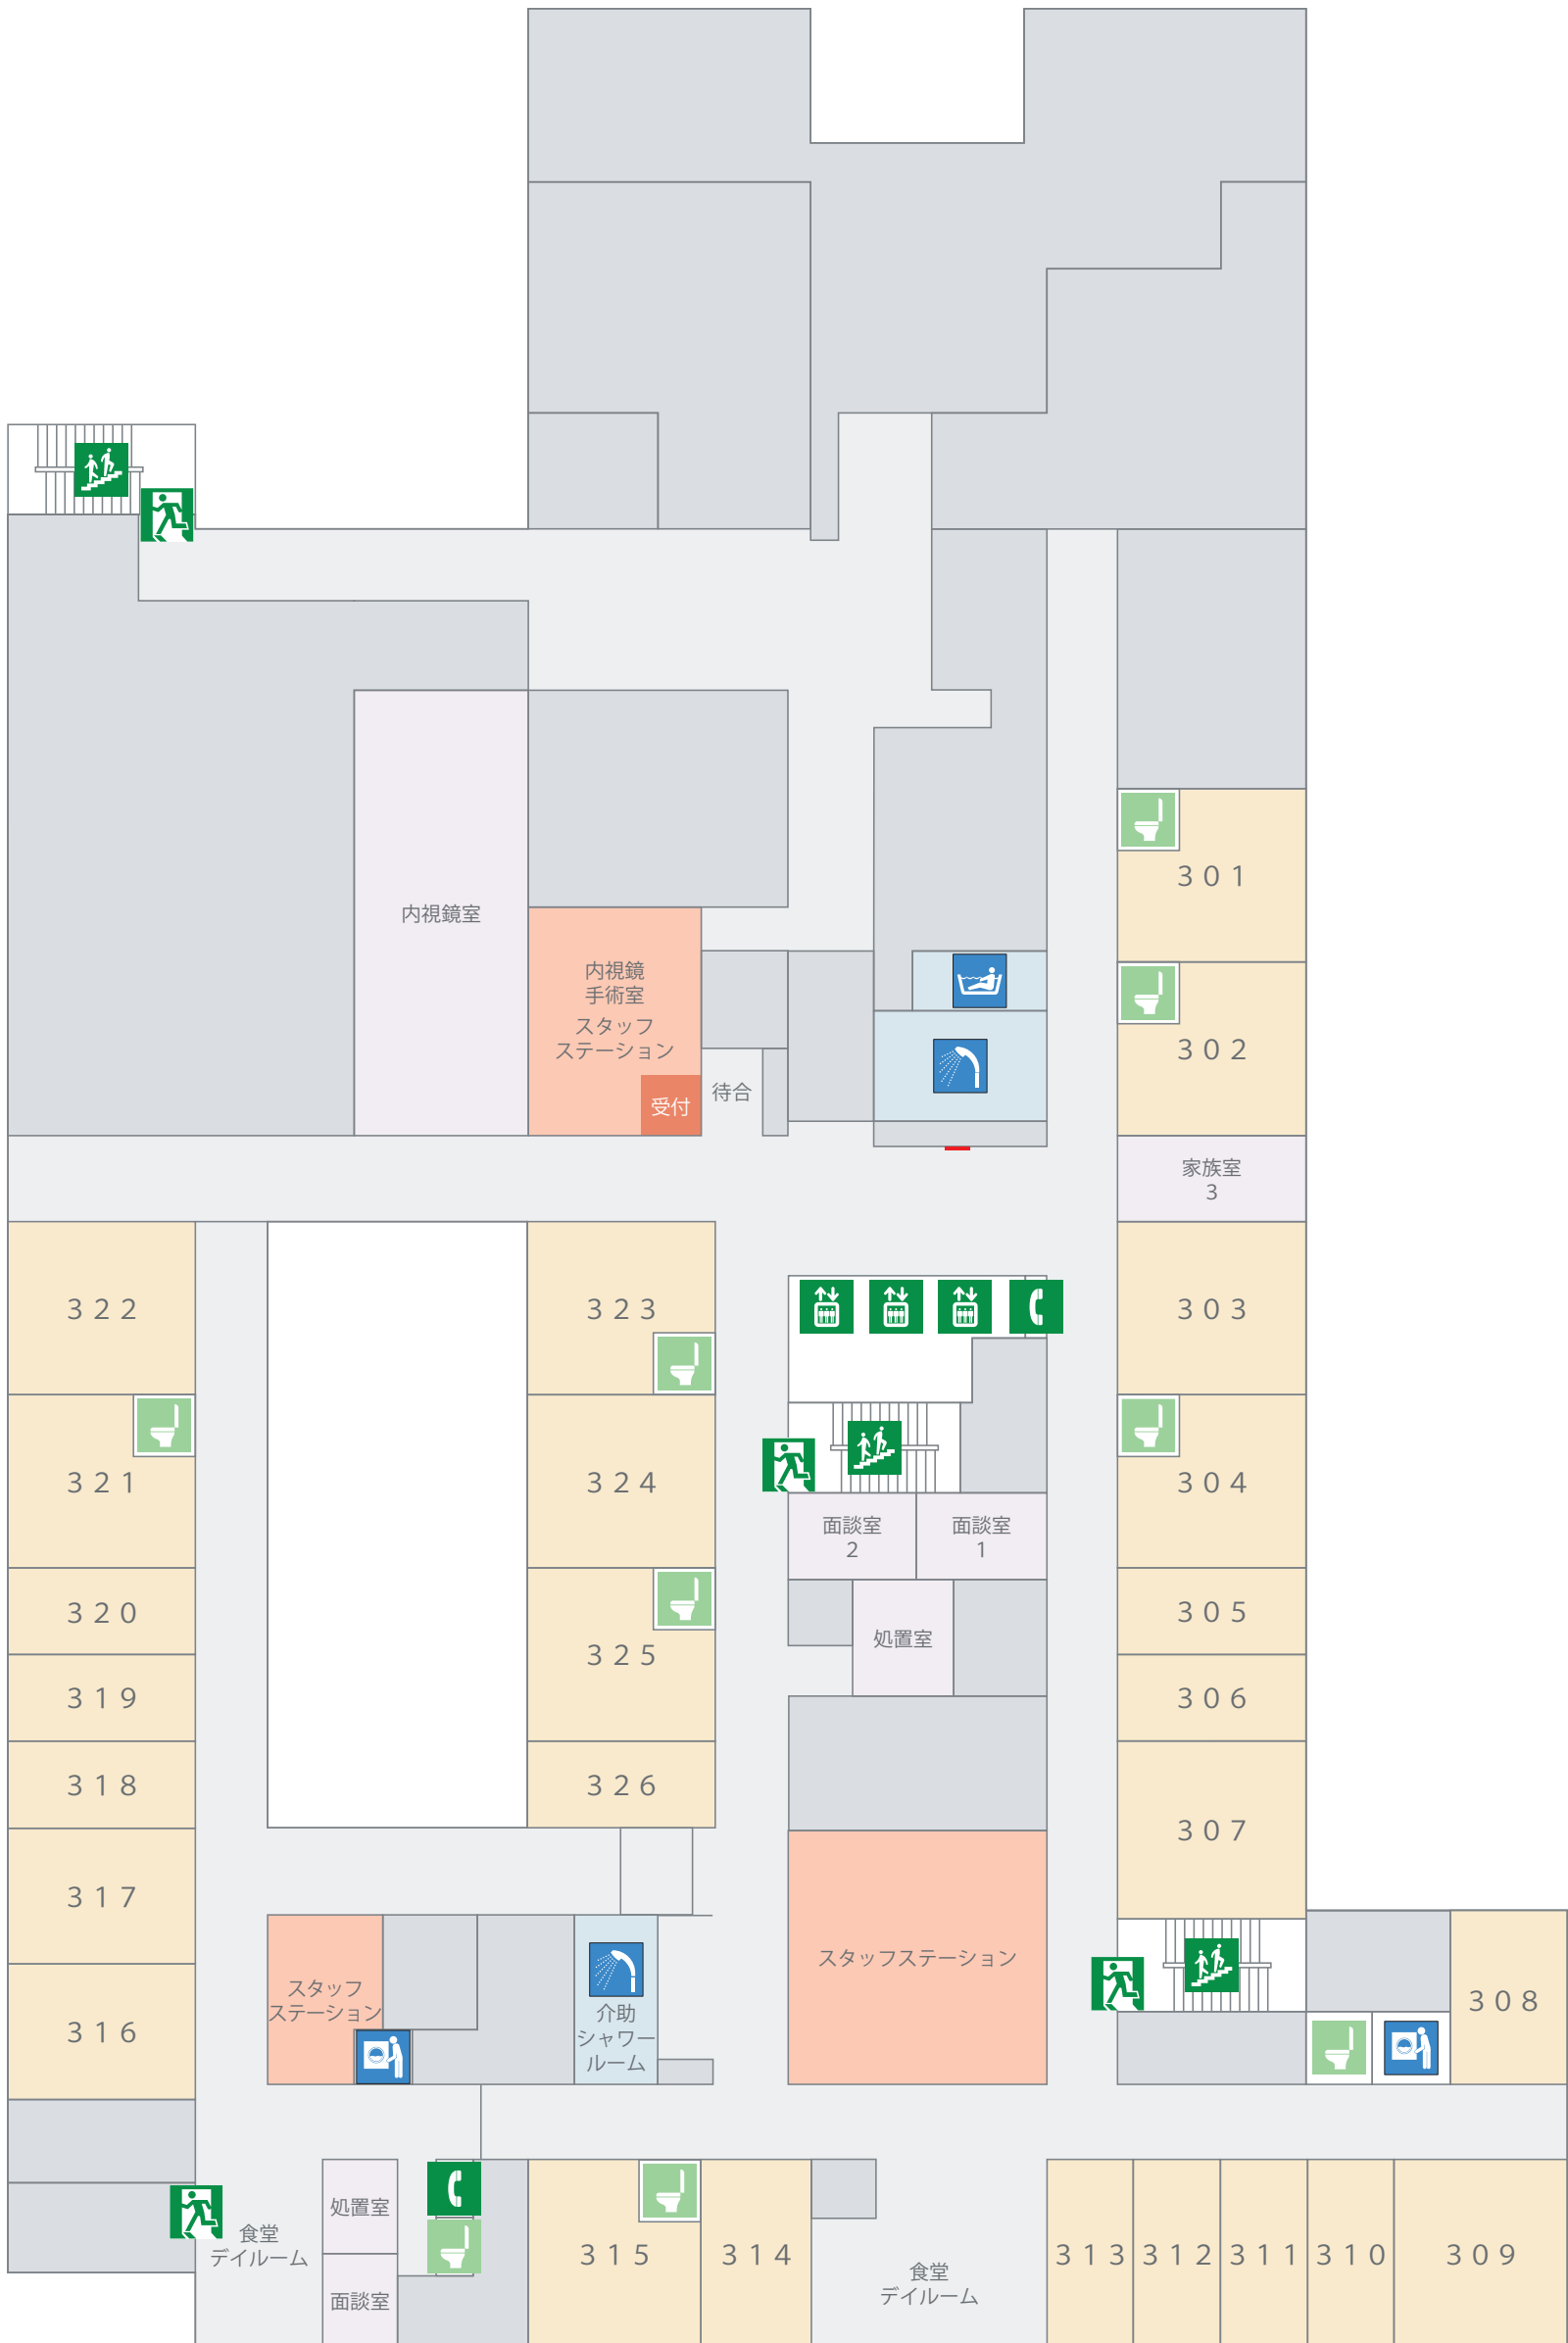 ３０１
内視鏡室
内視鏡
手術室
スタッフ
ステーション
３０２
待合
受付
家族室
3
３２２
３２３
３０３
３２１
３２４
３０４
面談室
2
面談室
1
３２０
３０５
処置室
３２５
３１９
３０６
３１８
３２６
３０７
３１７
スタッフステーション
スタッフ
ステーション
３０８
介助
シャワー
ルーム
３１６
処置室
食堂
デイルーム
３１５
３１４
３１３
３１２
３１１
３１０
３０９
食堂
デイルーム
面談室